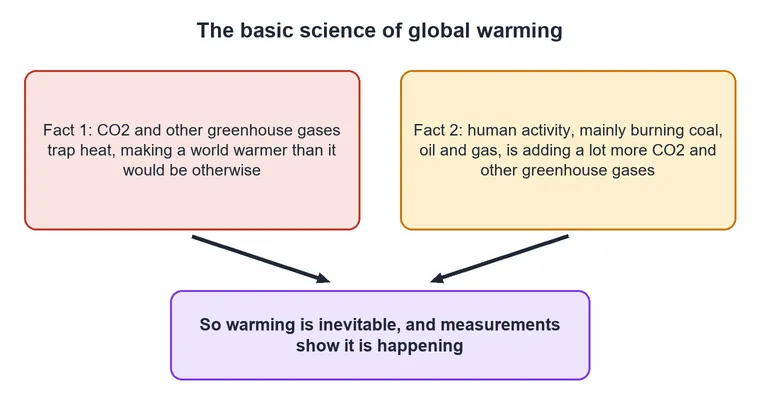 The basic science of global warming
Fact 1: CO2 and other greenhouse gases
trap heat, making a world warmer than it
would be otherwise
Fact 2: human activity, mainly burning coal,
oil and gas, is adding a lot more CO2 and
other greenhouse gases
So warming is inevitable, and measurements
show it is happening